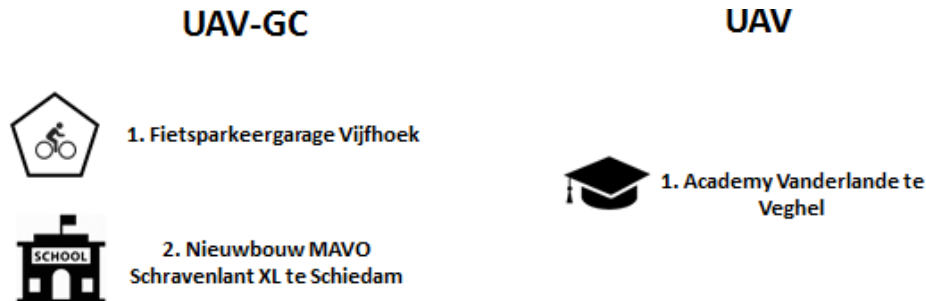 UAV-GC
UAV
1. Fietsparkeergarage Vijfhoek
1. Academy Vanderlande te
Veghel
SCHOOL
2. Nieuwbouw MAVO
Schravenlant XL te Schiedam